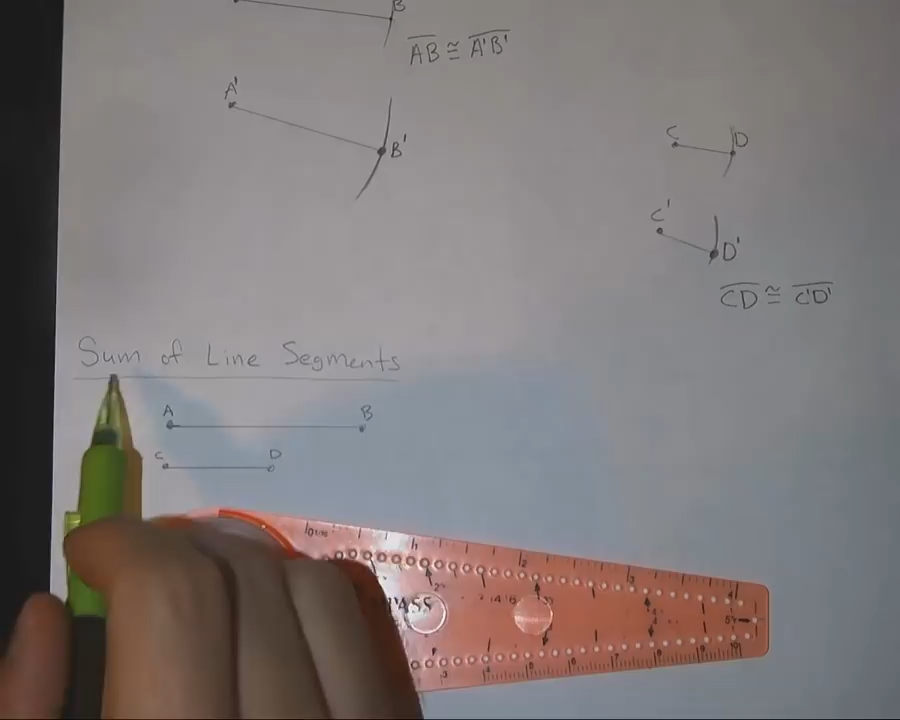 B
AB ≅ A'B'
A'
B'
C D
C'
D'
CD ≅ C'D'
Sum of Line Segments
A B
C D